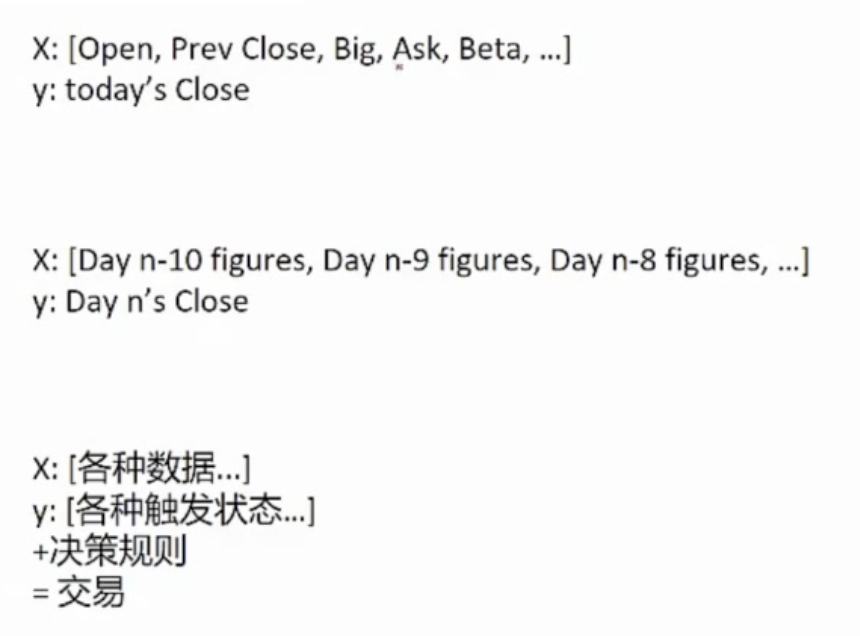 X: [Open, Prev Close, Big, Ask, Beta, ...]
y: today’s Close
X: [Day n-10 figures, Day n-9 figures, Day n-8 figures, ...]
y: Day n’s Close
X: [各种数据...]
y: [各种触发状态...]
+决策规则
= 交易